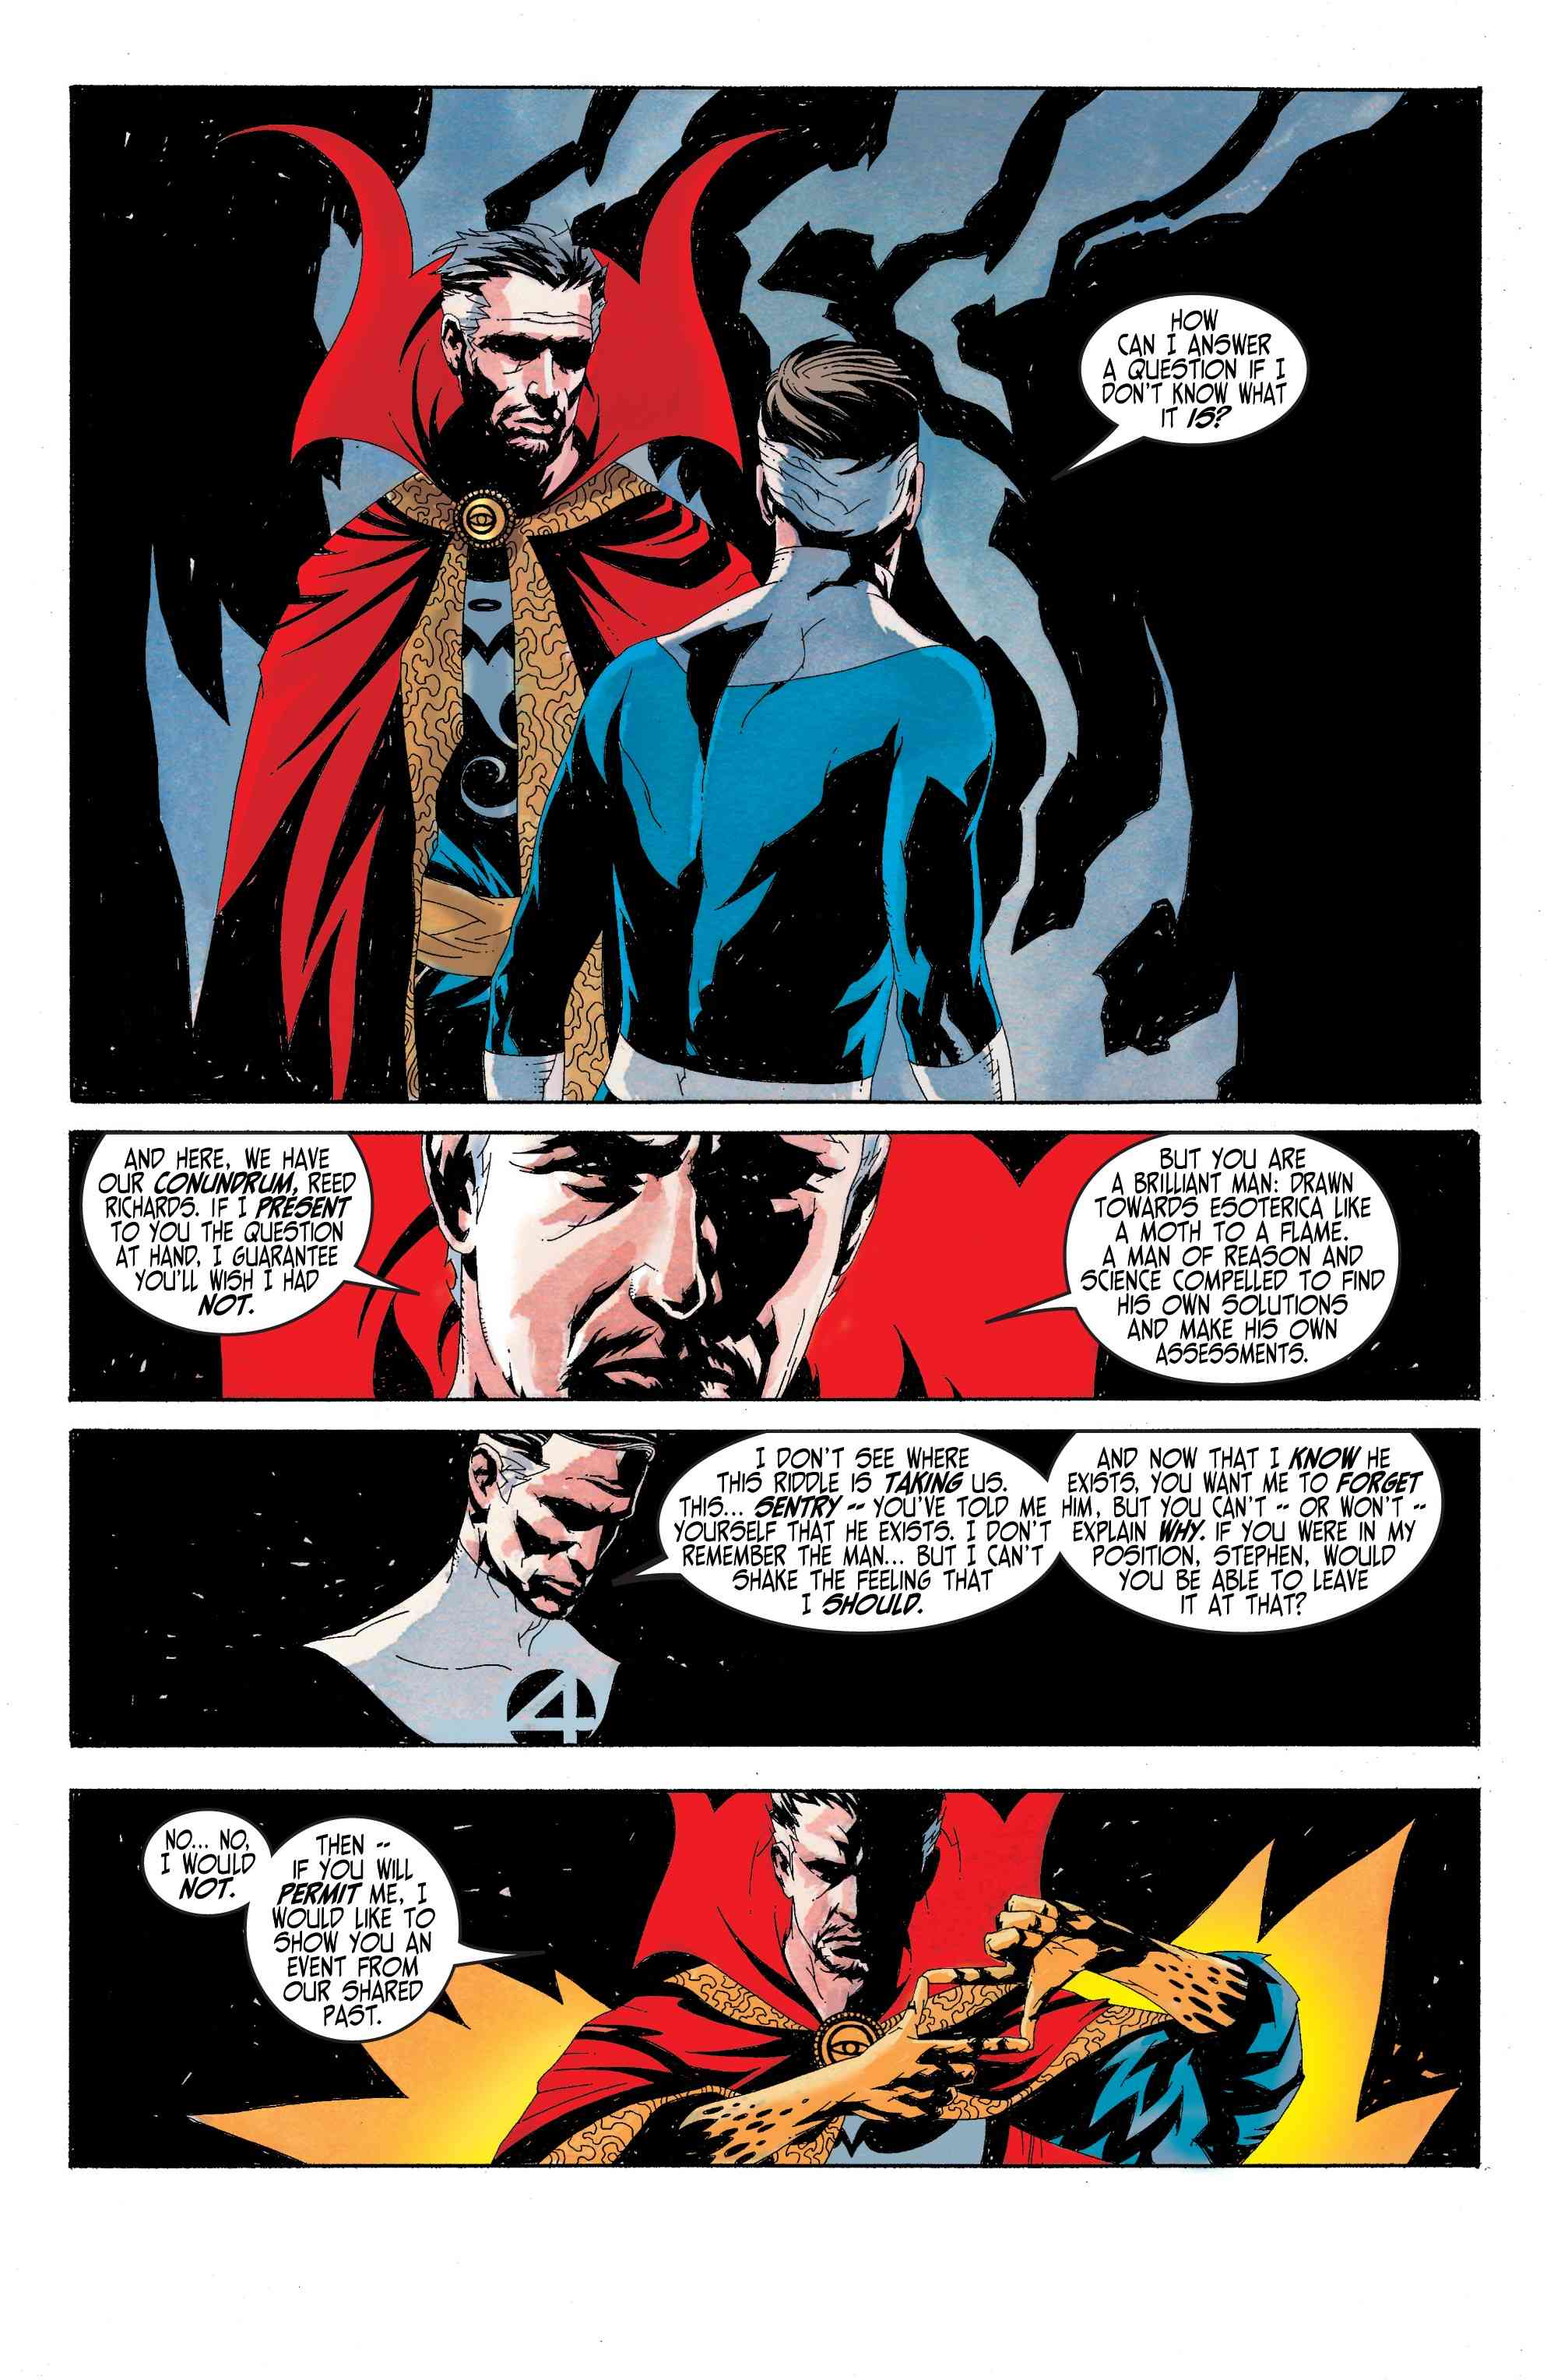 HOW
CAN I ANSWER
A QUESTION IF I
DON'T KNOW WHAT
IT IS?
AND HERE, WE HAVE
OUR CONUNDRUM, REED
RICHARDS. IF I PRESENT
TO YOU THE QUESTION
AT HAND, I GUARANTEE
YOU'LL WISH I HAD
NOT.
BUT YOU ARE
A BRILLIANT MAN: DRAWN
TOWARDS ESOTERICA LIKE
A MOTH TO A FLAME.
A MAN OF REASON AND
SCIENCE COMPELLED TO FIND
HIS OWN SOLUTIONS
AND MAKE HIS OWN
ASSESSMENTS.
I DON'T SEE WHERE
THIS RIDDLE IS TAKING US.
THIS... SENTRY -- YOU'VE TOLD ME
YOURSELF THAT HE EXISTS. I DON'T
REMEMBER THE MAN... BUT I CAN'T
SHAKE THE FEELING THAT
I SHOULD.
AND NOW THAT I KNOW HE
EXISTS, YOU WANT ME TO FORGET
HIM, BUT YOU CAN'T -- OR WON'T --
EXPLAIN WHY. IF YOU WERE IN MY
POSITION, STEPHEN, WOULD
YOU BE ABLE TO LEAVE
IT AT THAT?
4
NO... NO,
I WOULD
NOT.
THEN --
IF YOU WILL
PERMIT ME, I
WOULD LIKE TO
SHOW YOU AN
EVENT FROM
OUR SHARED
PAST.